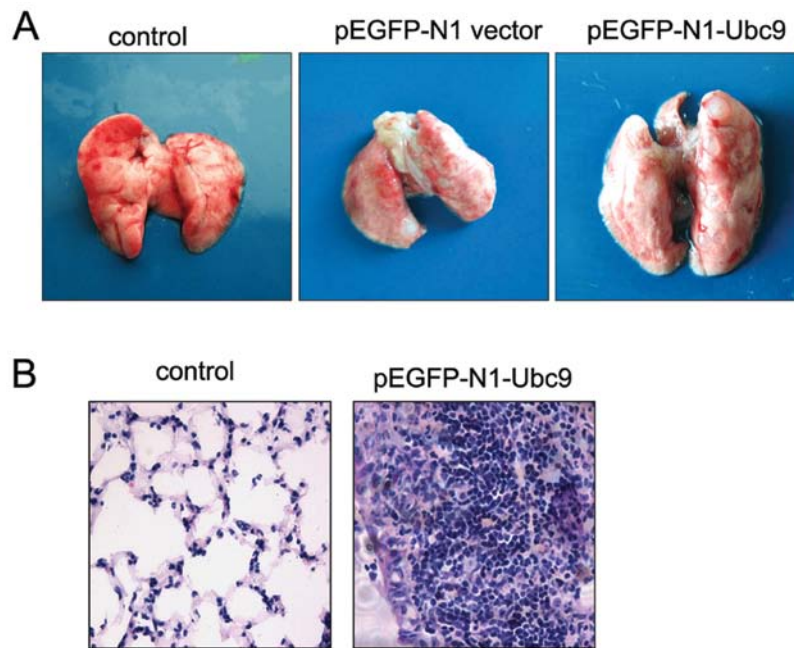 A
control
pEGFP-N1 vector
pEGFP-N1-Ubc9
B
control
pEGFP-N1-Ubc9